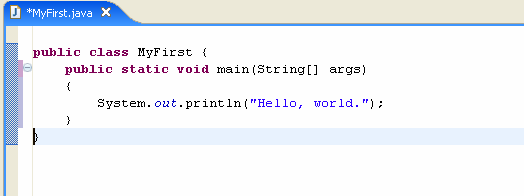 *MyFirst.java
public class MyFirst {
    public static void main(String[] args)
    {
        System.out.println("Hello, world.");
    }
}